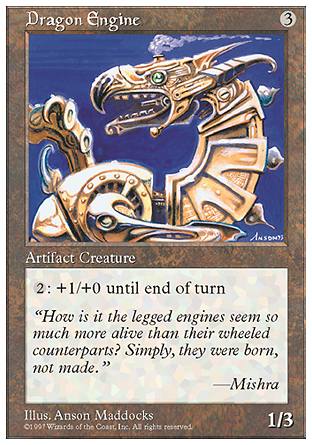 Dragon Engine 3
ANSON93
Artifact Creature
2: +1/+0 until end of turn
“How is it the legged engines seem so
much more alive than their wheeled
counterparts? Simply, they were born,
not made.”
—Mishra
Illus. Anson Maddocks
©1997 Wizards of the Coast, Inc. All rights reserved.
1/3